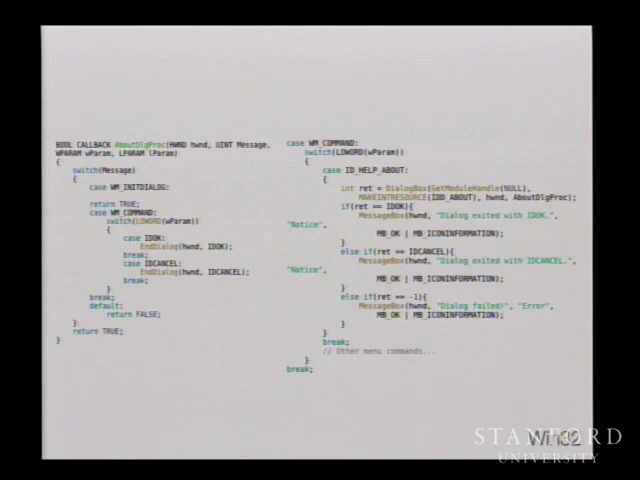 BOOL CALLBACK AboutDlgProc(HWND hwnd, UINT Message,
WPARAM wParam, LPARAM lParam)
{
switch(Message)
{
case WM_INITDIALOG:
return TRUE;
case WM_COMMAND:
switch(LOWORD(wParam))
{
case IDOK:
EndDialog(hwnd, IDOK);
break;
case IDCANCEL:
EndDialog(hwnd, IDCANCEL);
break;
}
break;
default:
return FALSE;
}
return TRUE;
}
case WM_COMMAND:
switch(LOWORD(wParam))
{
case ID_HELP_ABOUT:
{
int ret = DialogBox(GetModuleHandle(NULL),
MAKEINTRESOURCE(IDD_ABOUT), hwnd, AboutDlgProc);
if(ret == IDOK){
MessageBox(hwnd, "Dialog exited with IDOK.",
"Notice",
MB_OK | MB_ICONINFORMATION);
}
else if(ret == IDCANCEL){
MessageBox(hwnd, "Dialog exited with IDCANCEL.",
"Notice",
MB_OK | MB_ICONINFORMATION);
}
else if(ret == -1){
MessageBox(hwnd, "Dialog failed!", "Error",
MB_OK | MB_ICONINFORMATION);
}
}
break;
// Other menu commands...
}
break;
Win32
STANFORD
UNIVERSITY